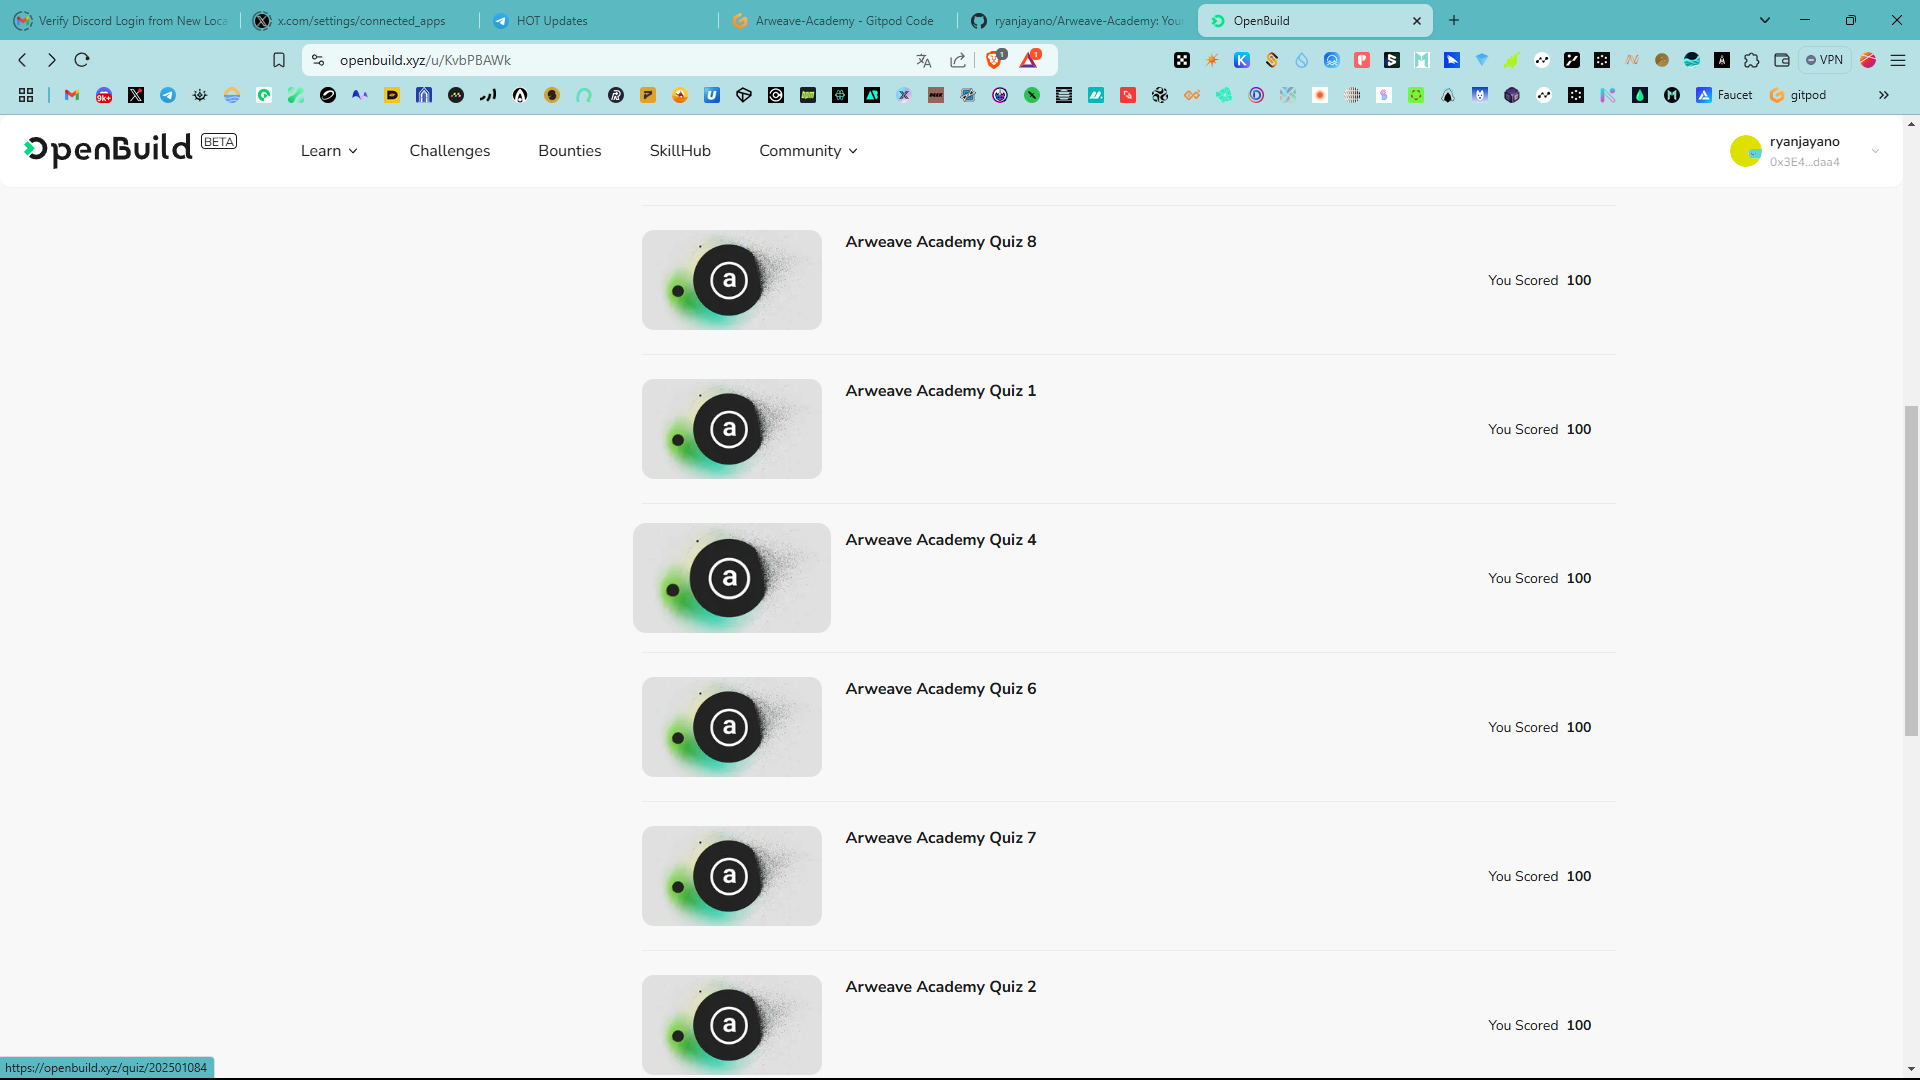 Verify Discord Login from New Loca
x.com/settings/connected_apps
HOT Updates
Arweave-Academy - Gitpod Code
ryanjayano/Arweave-Academy: Your
OpenBuild
openbuild.xyz/u/KvbPBAWk
1
1
VPN
9k+
Faucet
gitpod
OpenBuild BETA
Learn
Challenges
Bounties
SkillHub
Community
ryanjayano
0x3E4...daa4
a
Arweave Academy Quiz 8
You Scored 100
a
Arweave Academy Quiz 1
You Scored 100
a
Arweave Academy Quiz 4
You Scored 100
a
Arweave Academy Quiz 6
You Scored 100
a
Arweave Academy Quiz 7
You Scored 100
a
Arweave Academy Quiz 2
You Scored 100
https://openbuild.xyz/quiz/202501084